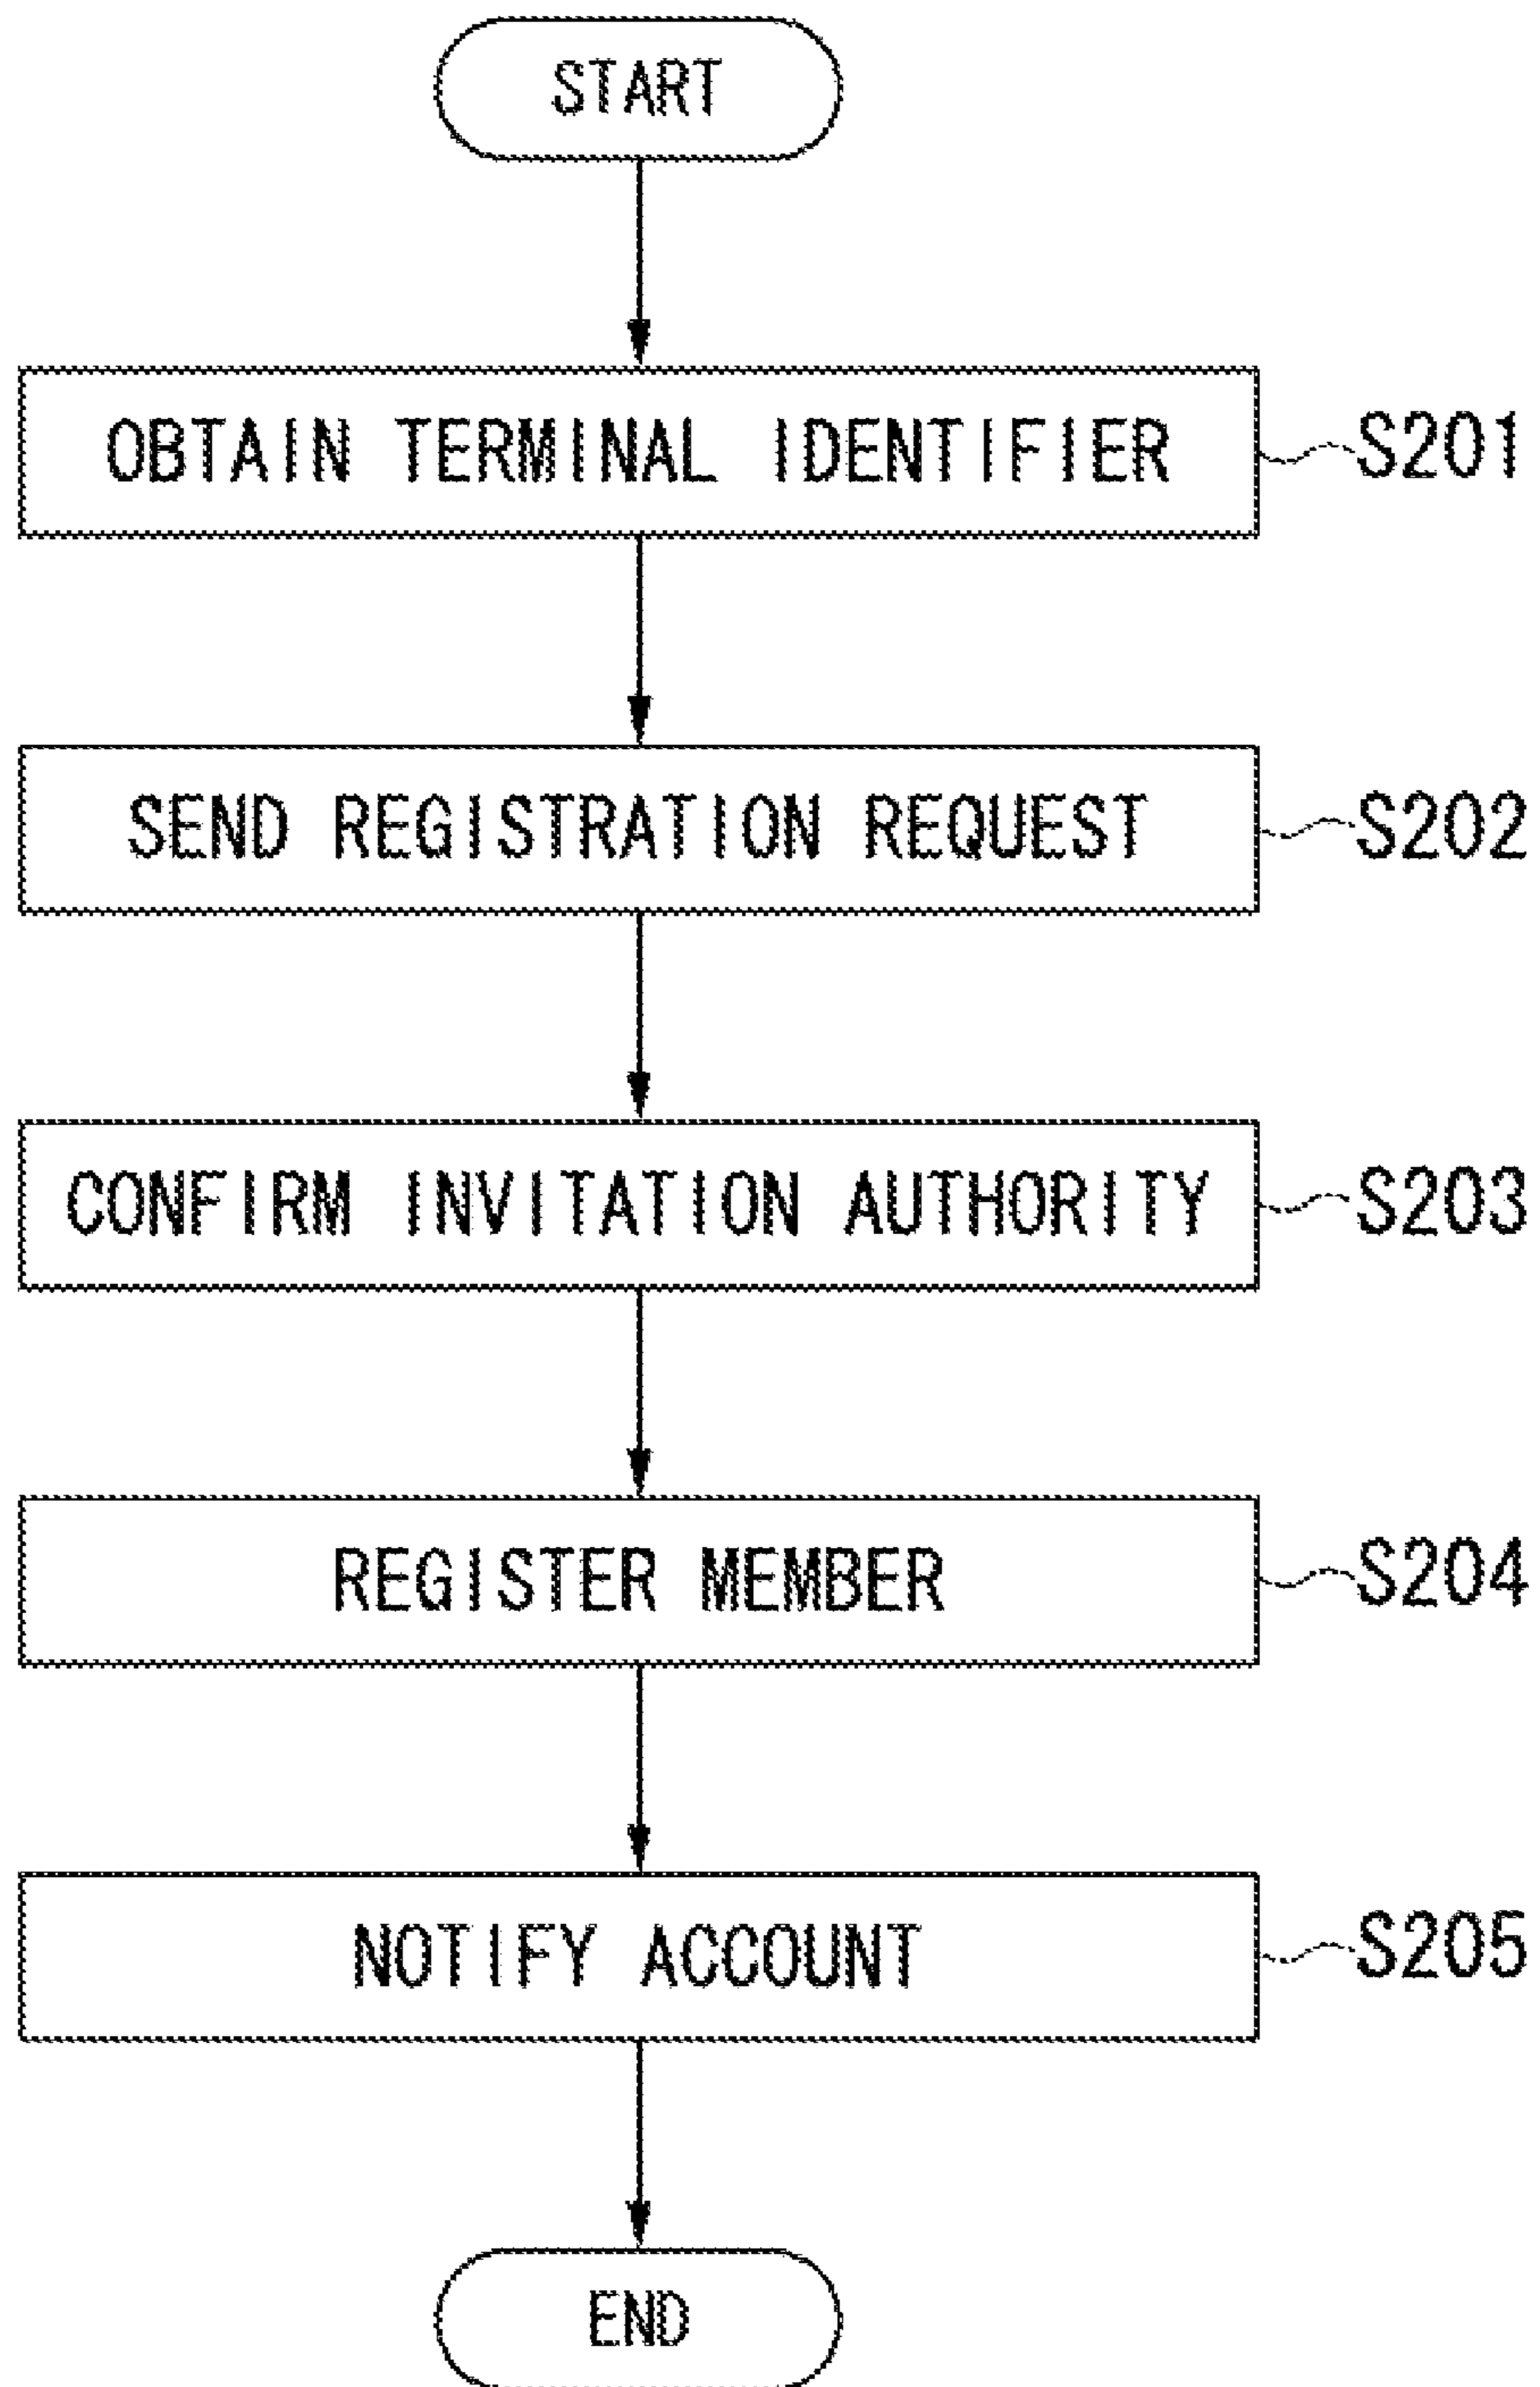 START
OBTAIN TERMINAL IDENTIFIER S201
SEND REGISTRATION REQUEST S202
CONFIRM INVITATION AUTHORITY S203
REGISTER MEMBER S204
NOTIFY ACCOUNT S205
END